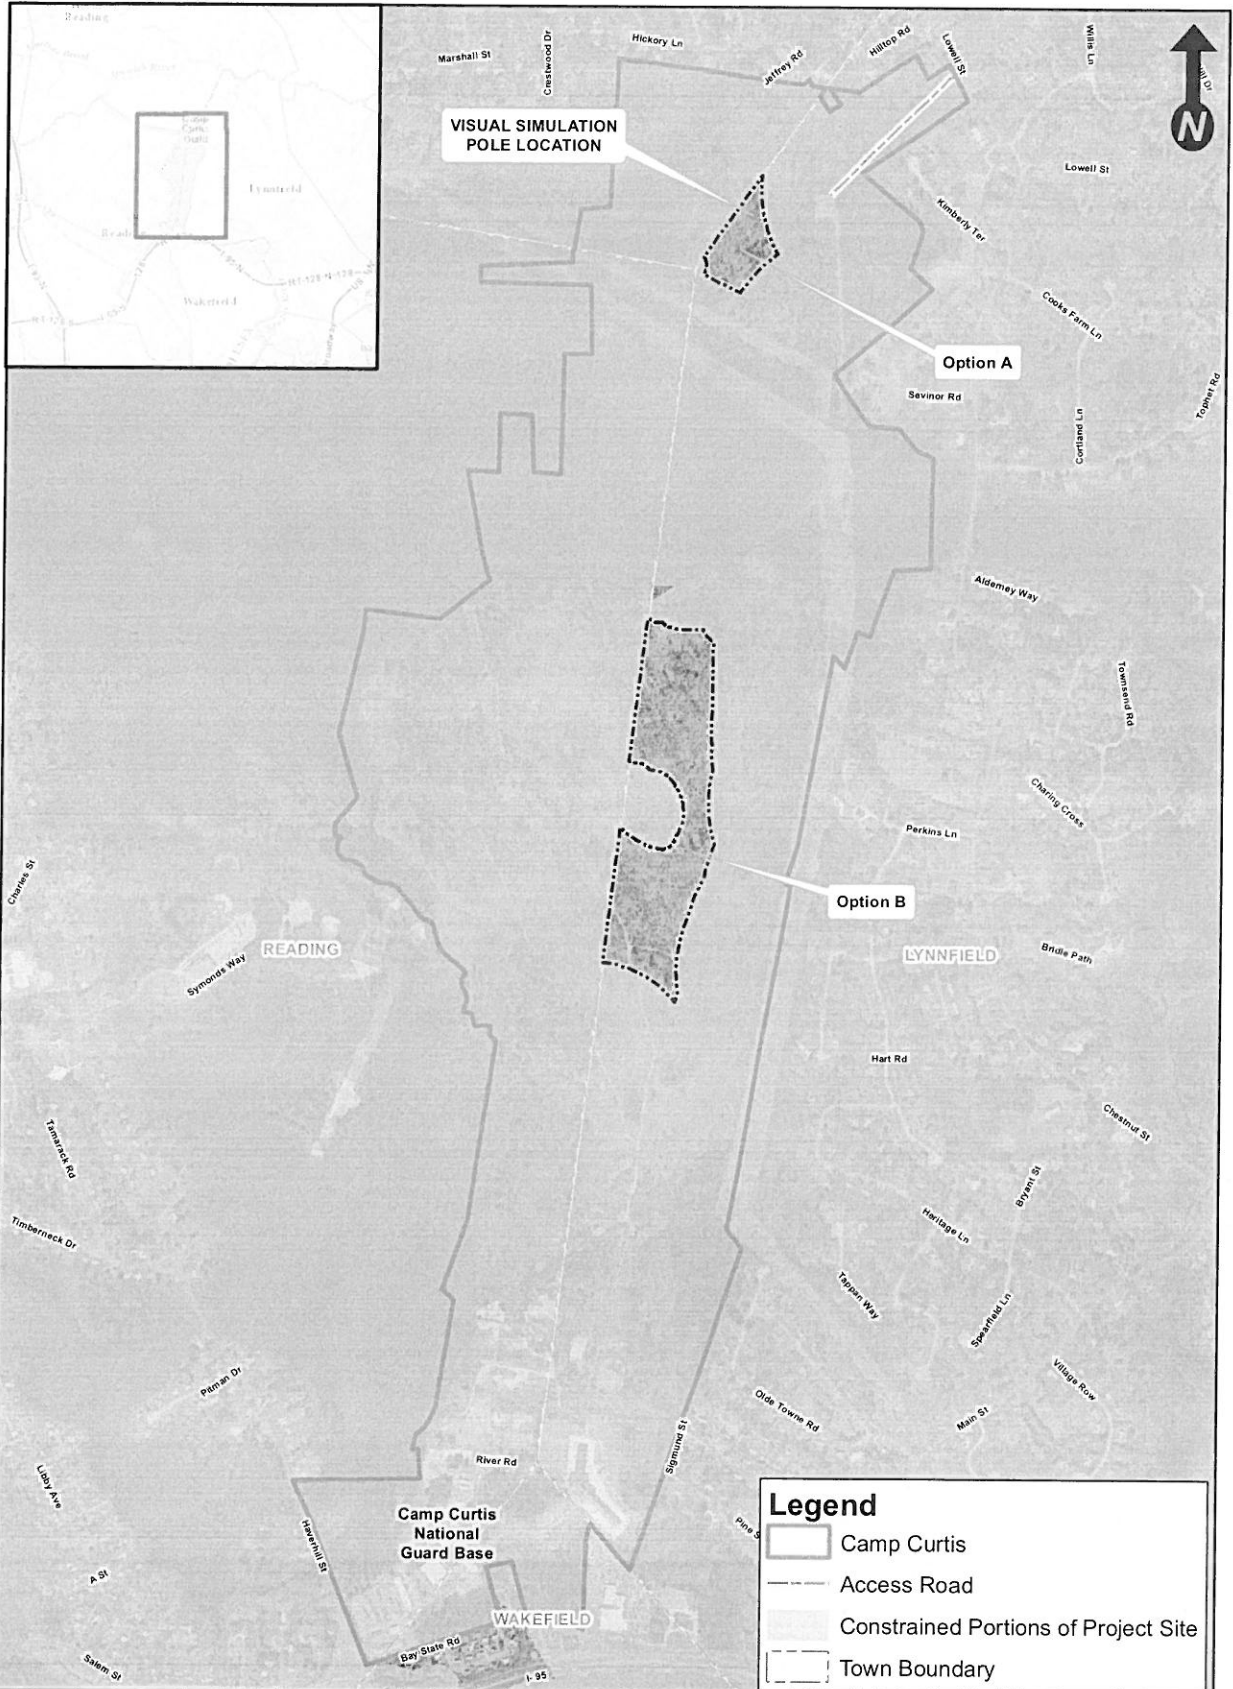 Reading
Lynnfield
Wakefield
Marshall St
Crestwood Dr
Hickory Ln
Jeffrey Rd
Hilltop Rd
Lowell St
Willis Ln
N
VISUAL SIMULATION
POLE LOCATION
Lowell St
Kimberly Ter
Cooks Farm Ln
Option A
Sevinor Rd
Cortland Ln
Tophet Rd
Alderney Way
Townsend Rd
Charing Cross
Perkins Ln
Charles St
Option B
READING
Symonds Way
LYNNFIELD
Bridle Path
Hart Rd
Chestnut St
Tamarack Rd
Bryant St
Heritage Ln
Timberneck Dr
Tappan Way
Spearfield Ln
Village Row
Pitman Dr
Olde Towne Rd
Main St
Sigmund St
River Rd
Libby Ave
Haverhill St
Camp Curtis
National
Guard Base
Pine S
A St
WAKEFIELD
Bay State Rd
I- 95
Salem St
Legend
Camp Curtis
Access Road
Constrained Portions of Project Site
Town Boundary